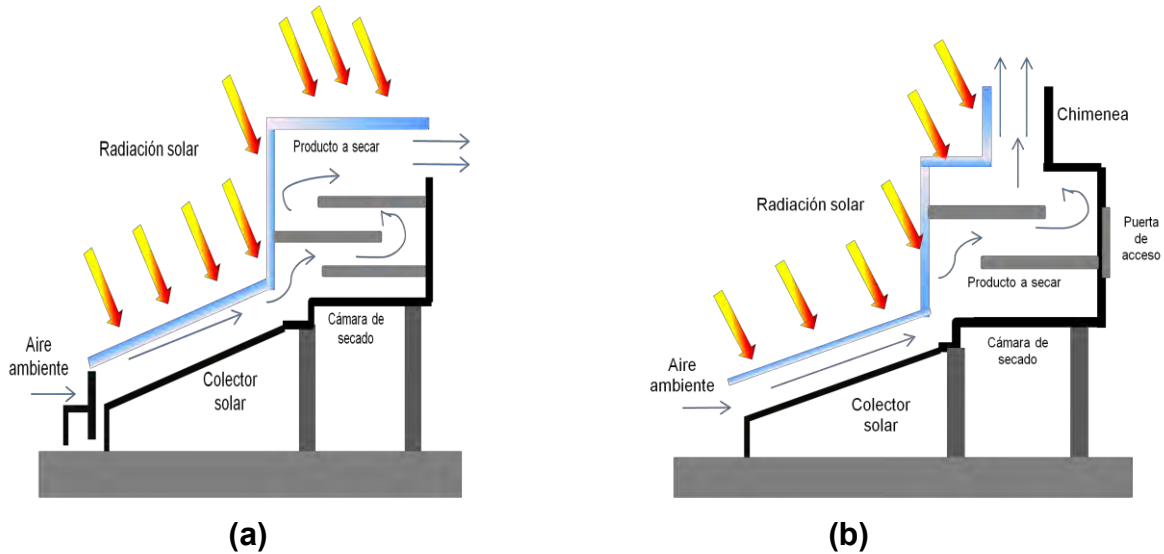 Radiación solar
Producto a secar
Aire
ambiente
Colector
solar
Cámara de
secado
(a)
Chimenea
Radiación solar
Puerta
de
acceso
Producto a secar
Aire
ambiente
Cámara de
secado
Colector
solar
(b)